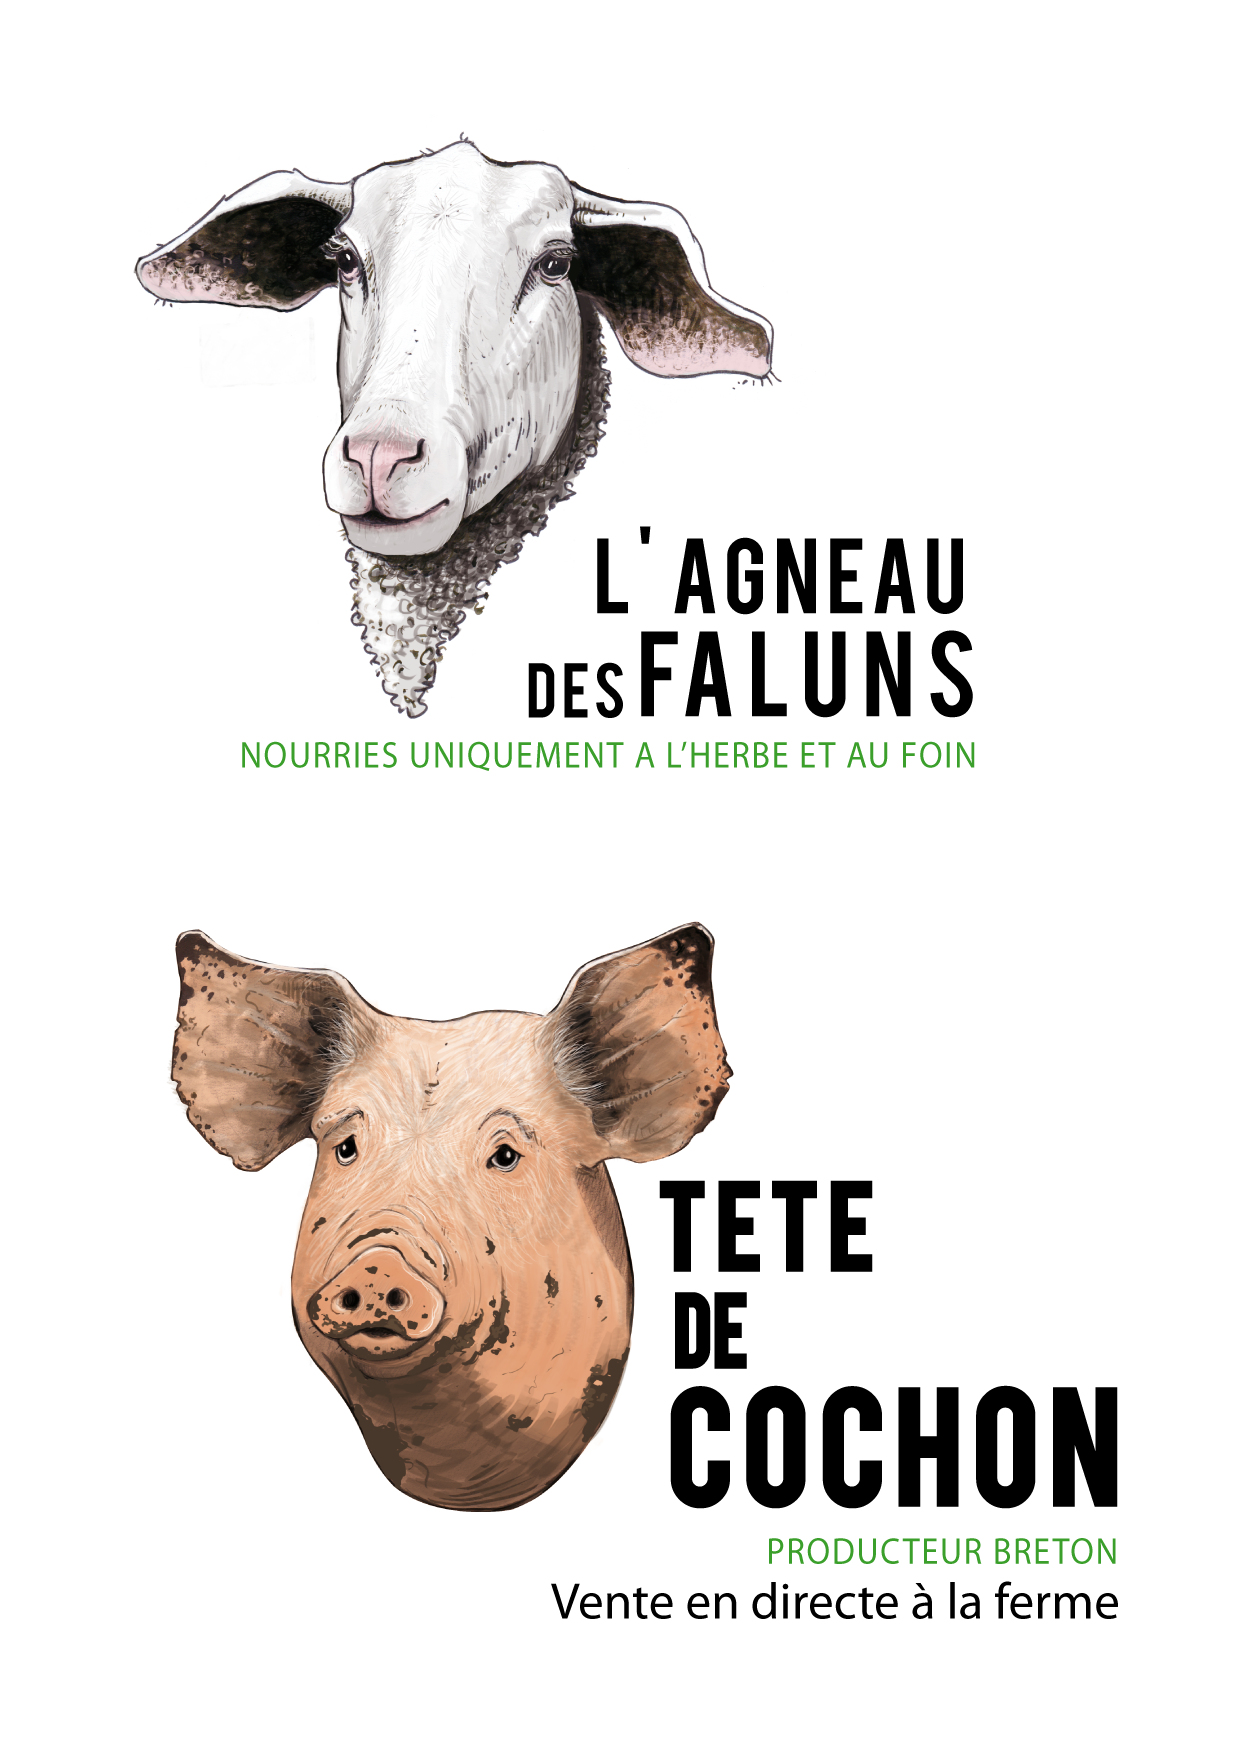 L'AGNEAU
DES FALUNS
NOURRIES UNIQUEMENT A L’HERBE ET AU FOIN
TETE
DE
COCHON
PRODUCTEUR BRETON
Vente en directe à la ferme